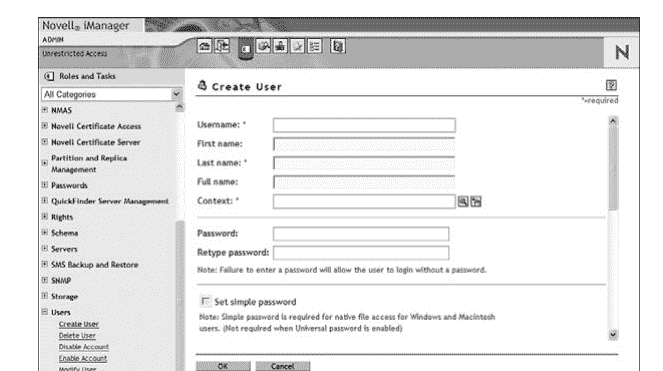 Novell® iManager
ADMIN
Unrestricted Access
N
Roles and Tasks
All Categories
NMAS
Novell Certificate Access
Novell Certificate Server
Partition and Replica
Management
Passwords
QuickFinder Server Management
Rights
Schema
Servers
SMS Backup and Restore
SNMP
Storage
Users
Create User
Delete User
Disable Account
Enable Account
Modify User
Create User
?
*=required
Username: *
First name:
Last name: *
Full name:
Context: *
Password:
Retype password:
Note: Failure to enter a password will allow the user to login without a password.
Set simple password
Note: Simple password is required for native file access for Windows and Macintosh
users. (Not required when Universal password is enabled)
OK
Cancel